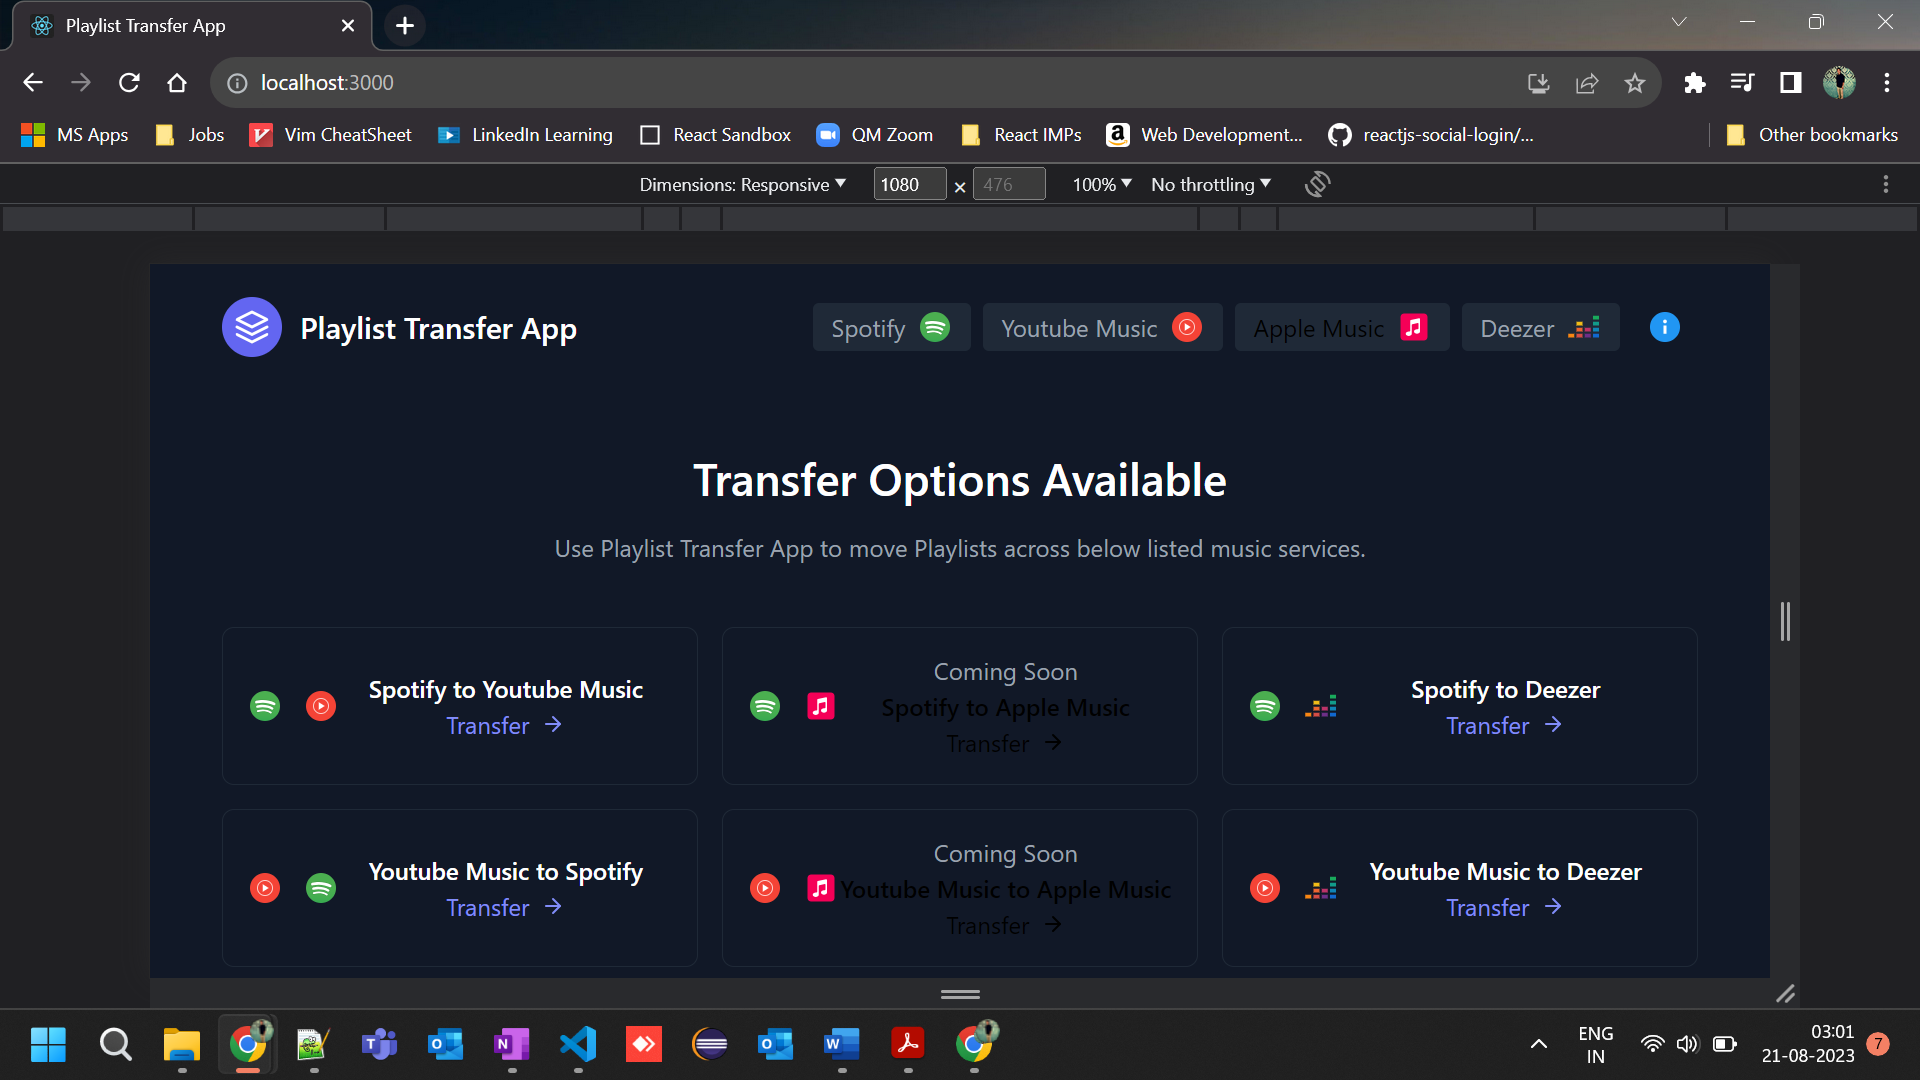 Playlist Transfer App
localhost:3000
MS Apps Jobs Vim CheatSheet LinkedIn Learning React Sandbox QM Zoom React IMPs Web Development... reactjs-social-login/... Other bookmarks
Dimensions: Responsive 1080 × 476 100% No throttling
Playlist Transfer App Spotify Youtube Music Apple Music Deezer
Transfer Options Available
Use Playlist Transfer App to move Playlists across below listed music services.
Spotify to Youtube Music
Transfer →
Coming Soon
Spotify to Apple Music
Transfer →
Spotify to Deezer
Transfer →
Youtube Music to Spotify
Transfer →
Coming Soon
Youtube Music to Apple Music
Transfer →
Youtube Music to Deezer
Transfer →
ENG
IN
03:01
21-08-2023
7